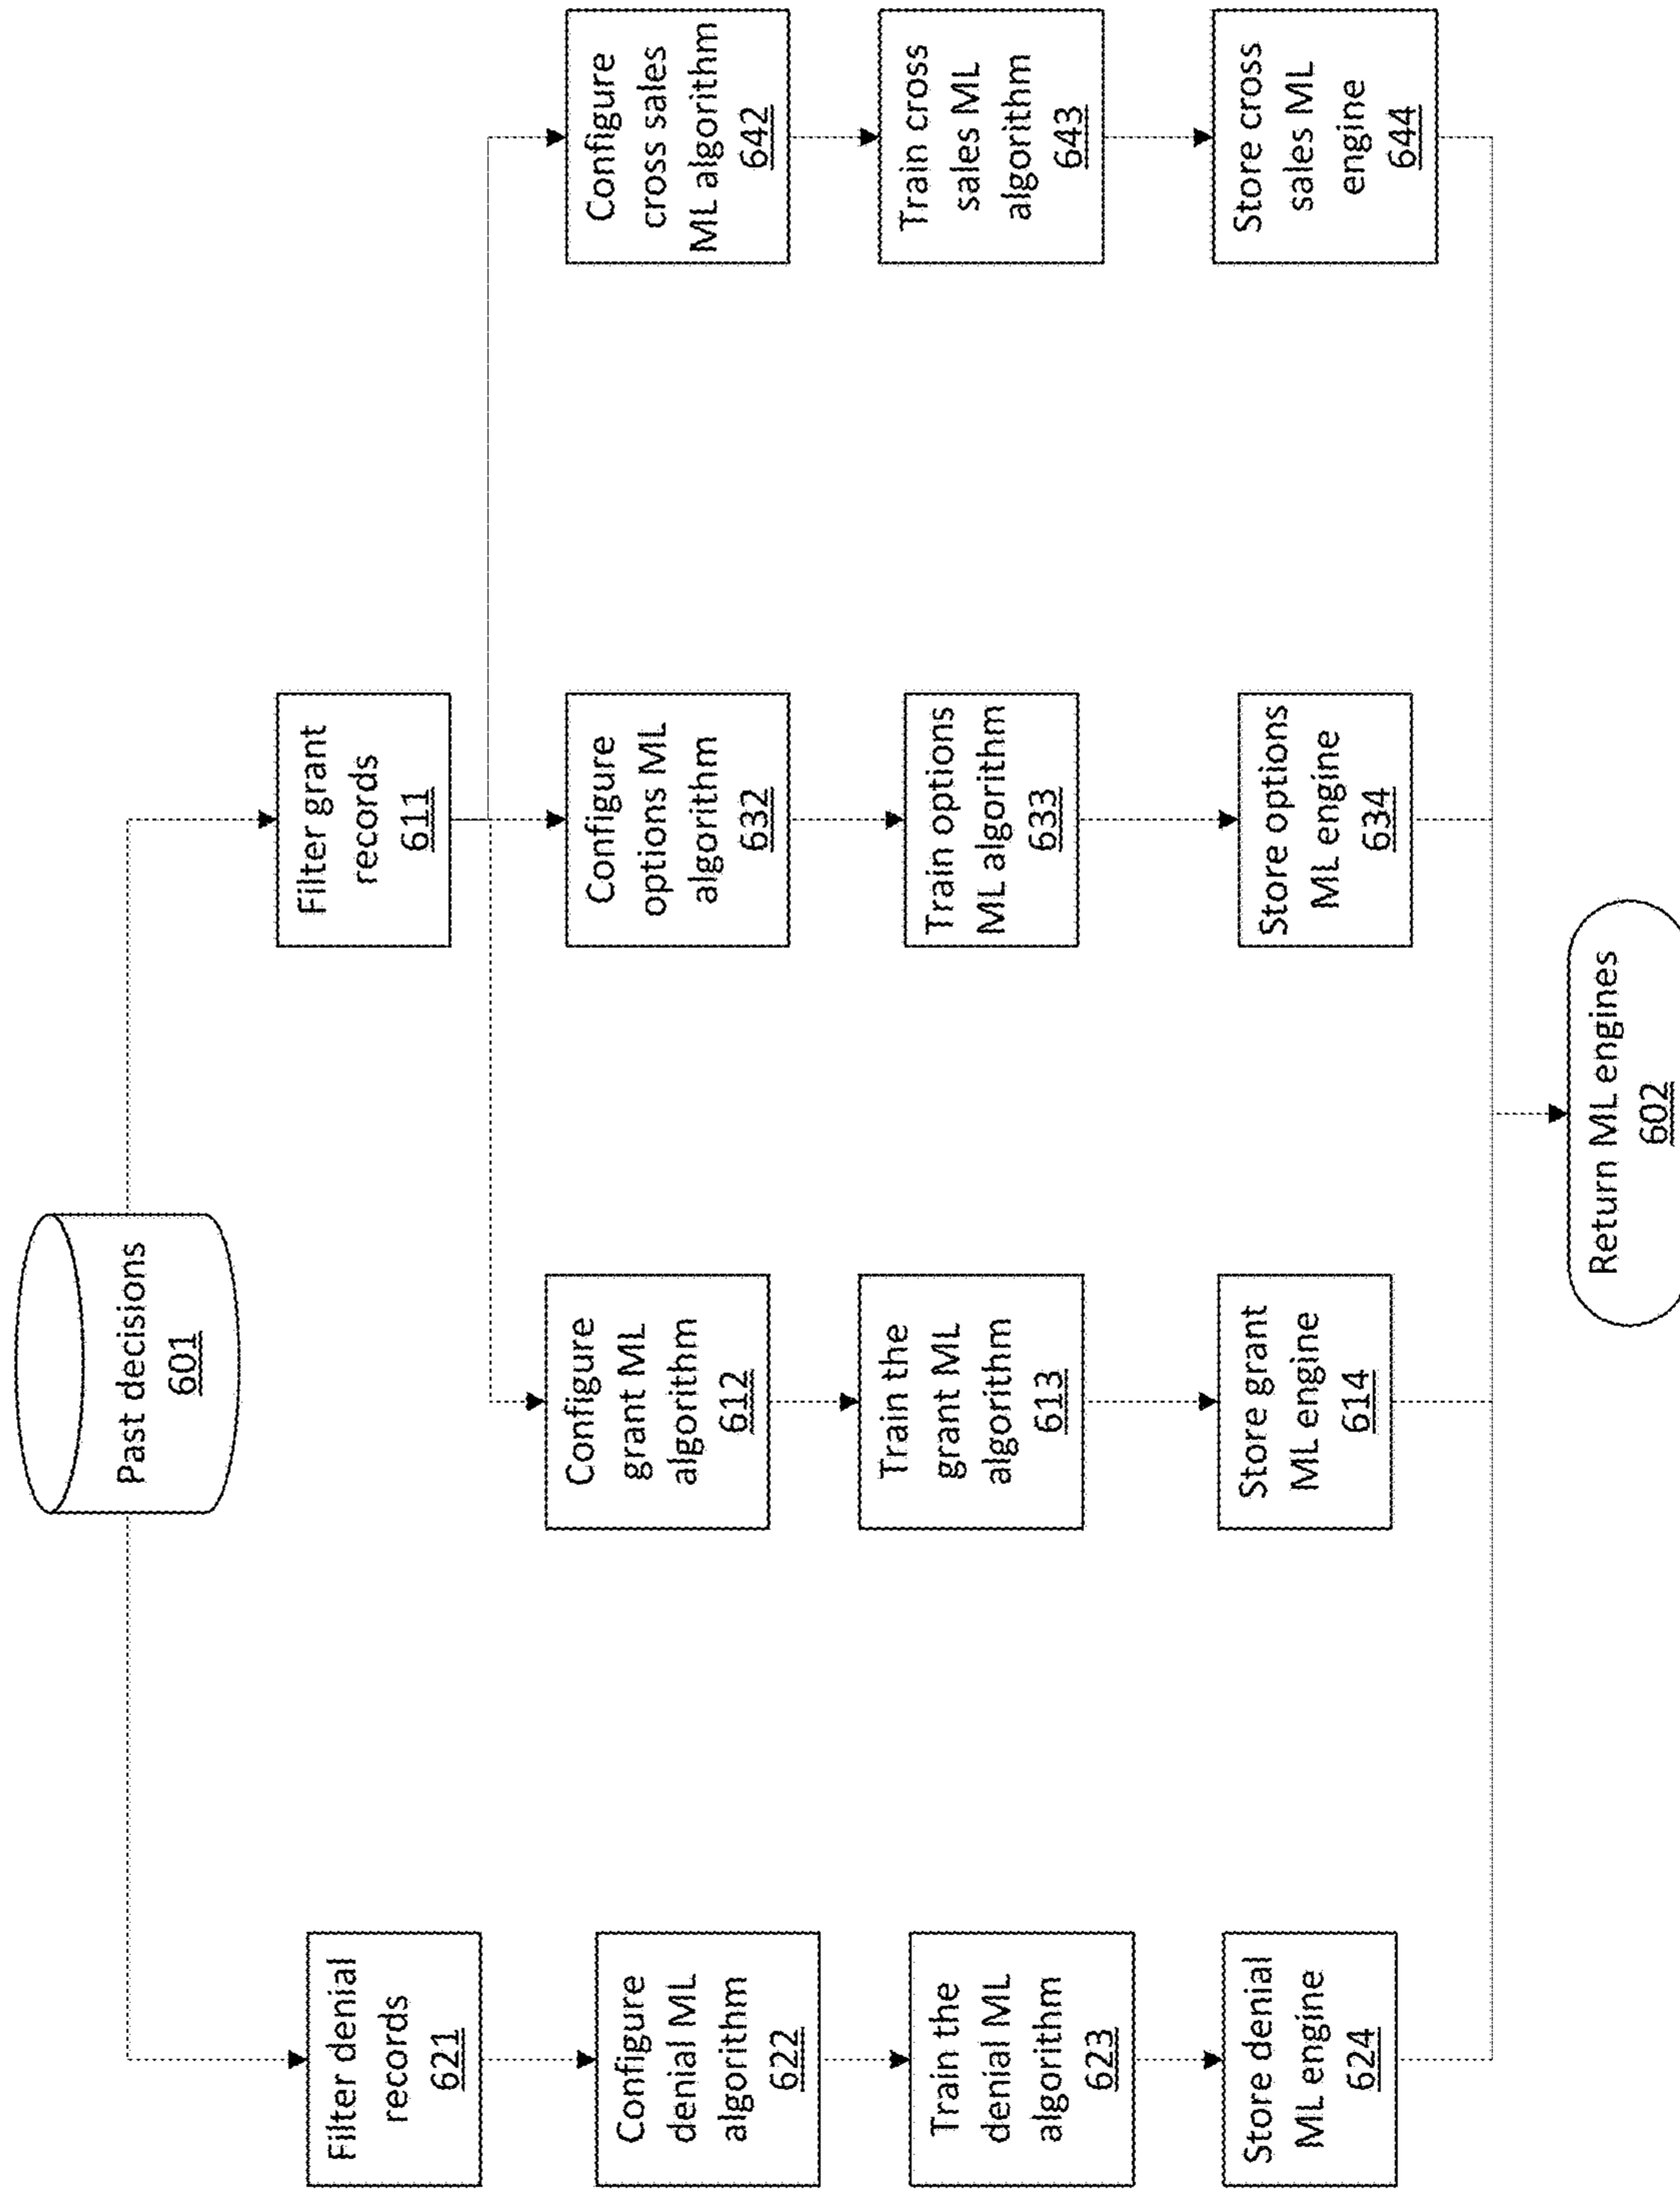 Past decisions
601
Filter denial
records
621
Filter grant
records
611
Configure
denial ML
algorithm
622
Configure
grant ML
algorithm
612
Configure
options ML
algorithm
632
Configure
cross sales
ML algorithm
642
Train the
denial ML
algorithm
623
Train the
grant ML
algorithm
613
Train options
ML algorithm
633
Train cross
sales ML
algorithm
643
Store denial
ML engine
624
Store grant
ML engine
614
Store options
ML engine
634
Store cross
sales ML
engine
644
Return ML engines
602